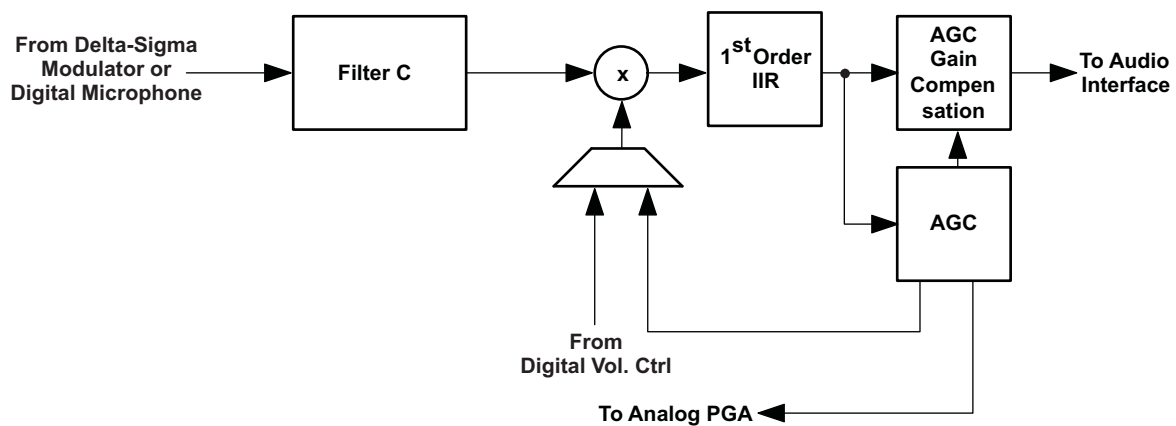 From Delta-Sigma
Modulator or
Digital Microphone
Filter C
x
1st Order
IIR
AGC
Gain
Compen
sation
To Audio
Interface
AGC
From
Digital Vol. Ctrl
To Analog PGA